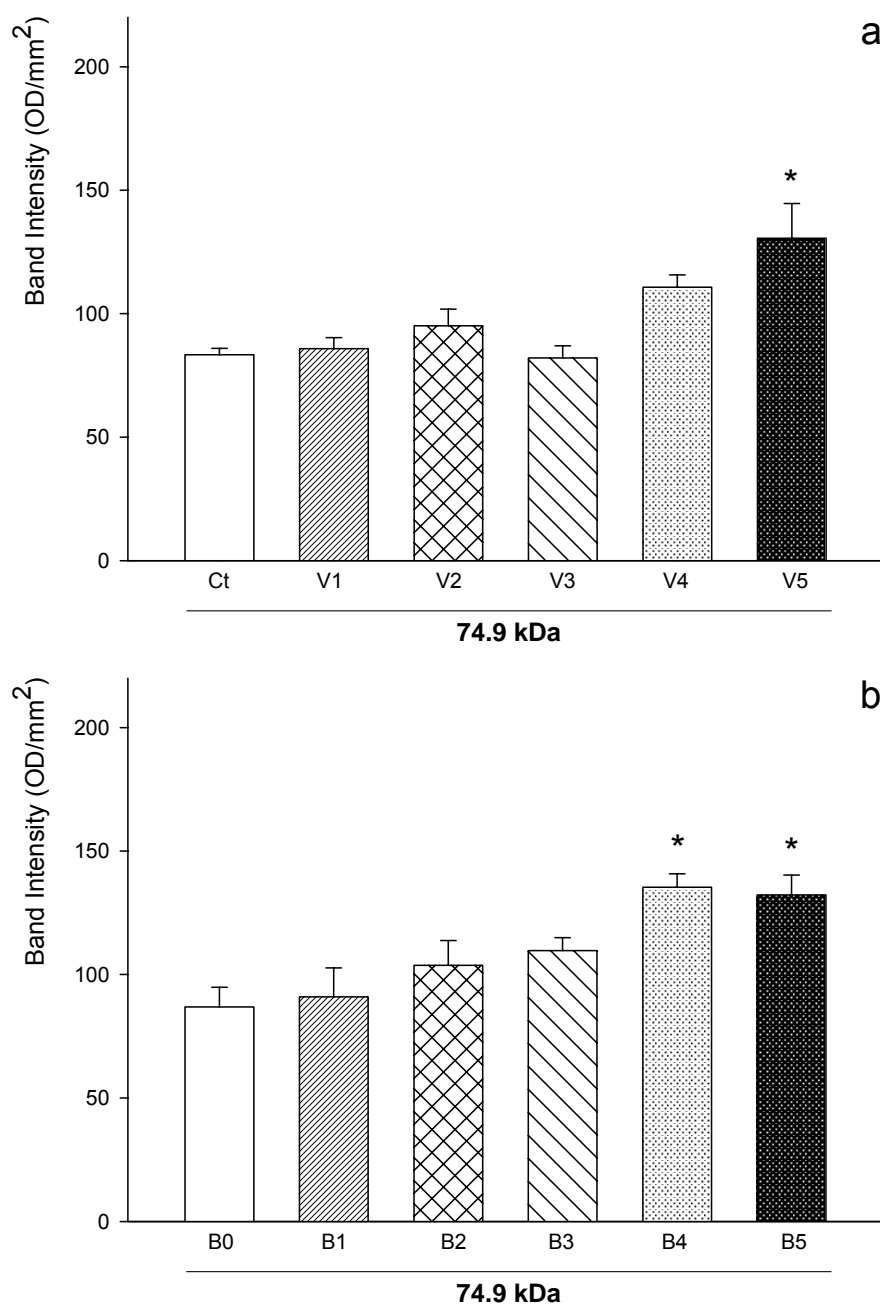 a
Band Intensity (OD/mm²)
200
150
100
50
0
*
Ct V1 V2 V3 V4 V5
74.9 kDa
b
Band Intensity (OD/mm²)
200
150
100
50
0
* *
B0 B1 B2 B3 B4 B5
74.9 kDa